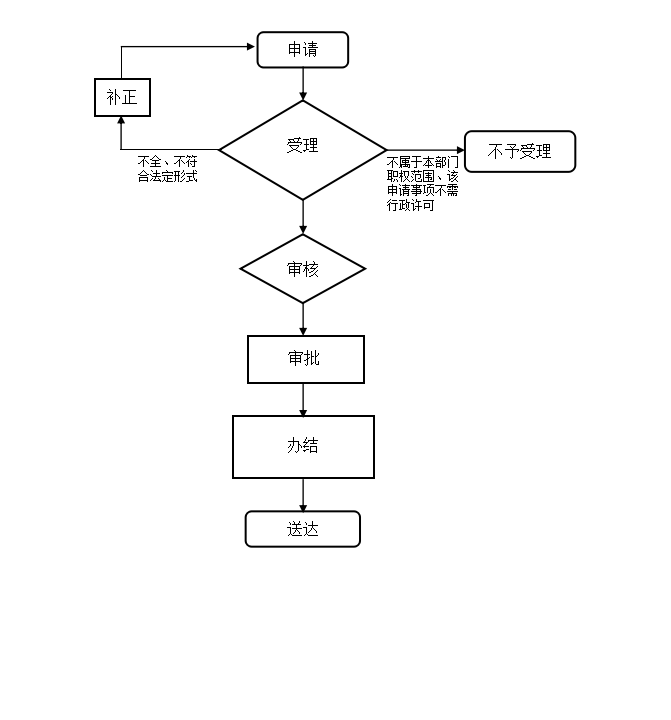 申请
补正
受理
不予受理
不全、不符
合法定形式
不属于本部门
职权范围、该
申请事项不需
行政许可
审核
审批
办结
送达